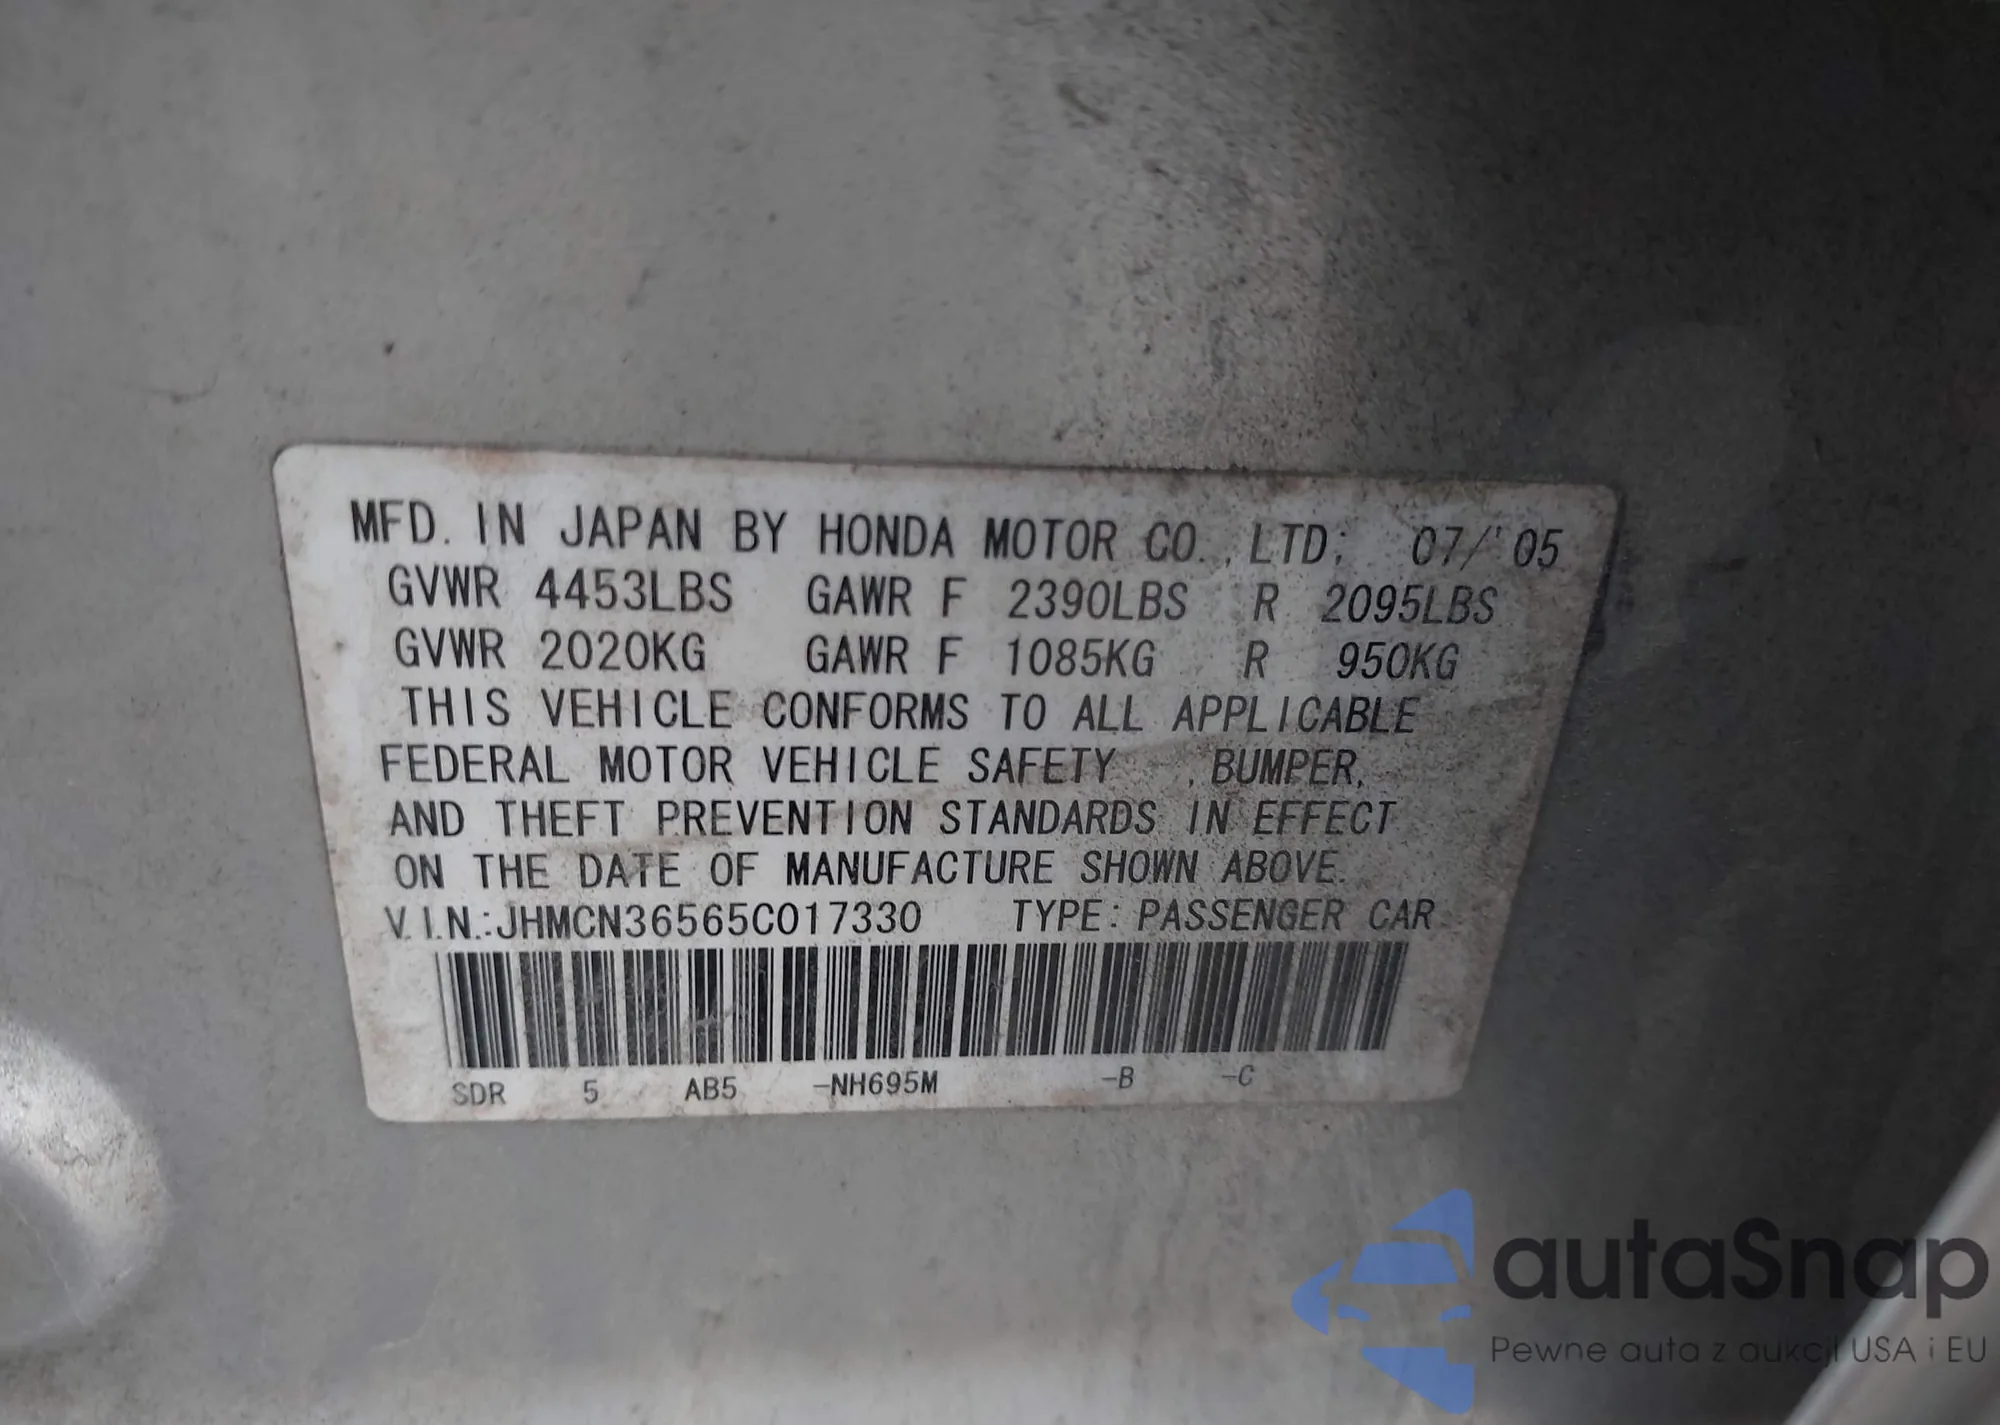 MFD. IN JAPAN BY HONDA MOTOR CO., LTD; 07/'05
GVWR 4453LBS GAWR F 2390LBS R 2095LBS
GVWR 2020KG GAWR F 1085KG R 950KG
THIS VEHICLE CONFORMS TO ALL APPLICABLE
FEDERAL MOTOR VEHICLE SAFETY , BUMPER,
AND THEFT PREVENTION STANDARDS IN EFFECT
ON THE DATE OF MANUFACTURE SHOWN ABOVE.
V.I.N.:JHMCN36565C017330 TYPE: PASSENGER CAR
SDR 5 AB5 -NH695M -B -C
autaSnap
Pewne auta z aukcji USA i EU